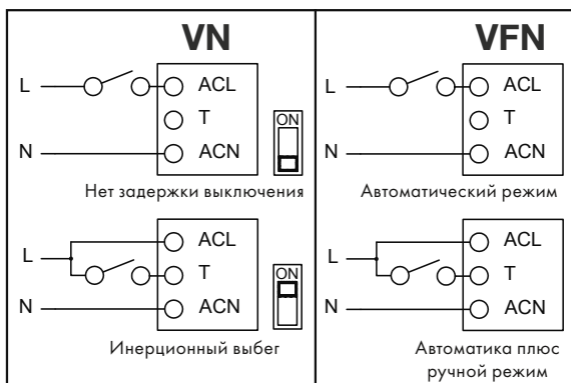 VN
L
ACL
T
N
ACN
ON
Нет задержки выключения
L
ACL
T
N
ACN
ON
Инерционный выбег
VFN
L
ACL
T
N
ACN
Автоматический режим
L
ACL
T
N
ACN
Автоматика плюс
ручной режим